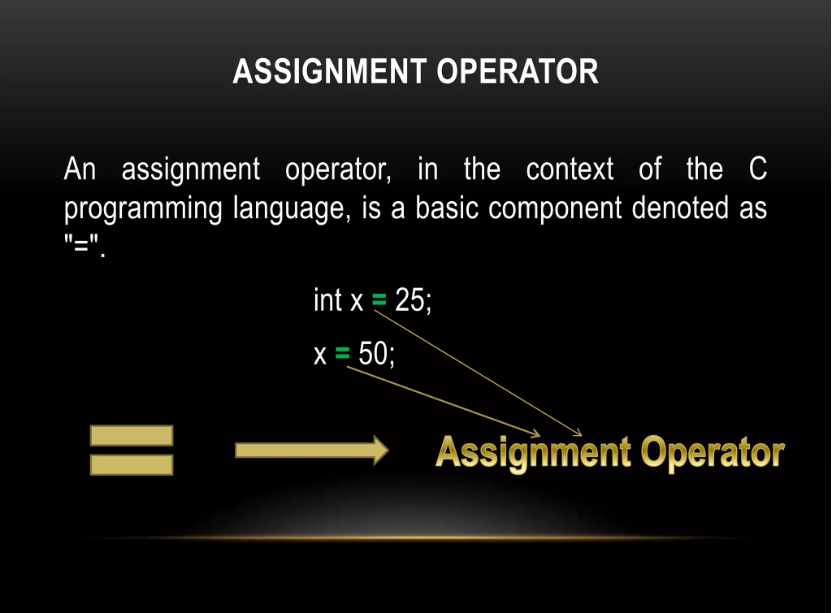 ASSIGNMENT OPERATOR
An assignment operator, in the context of the C
programming language, is a basic component denoted as
"=".
int x = 25;
x = 50;
= Assignment Operator